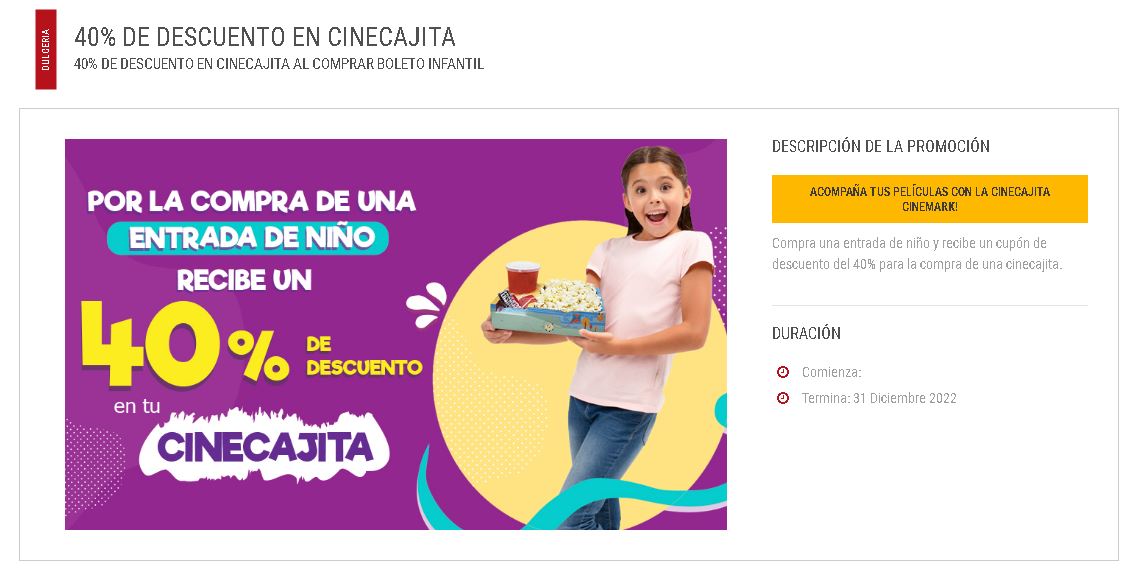 DULCERIA
40% DE DESCUENTO EN CINECAJITA
40% DE DESCUENTO EN CINECAJITA AL COMPRAR BOLETO INFANTIL
POR LA COMPRA DE UNA
ENTRADA DE NIÑO
RECIBE UN
40% DE
DESCUENTO
en tu
CINECAJITA
DESCRIPCIÓN DE LA PROMOCIÓN
ACOMPAÑA TUS PELÍCULAS CON LA CINECAJITA
CINEMARK!
Compra una entrada de niño y recibe un cupón de
descuento del 40% para la compra de una cinecajita.
DURACIÓN
Comienza:
Termina: 31 Diciembre 2022